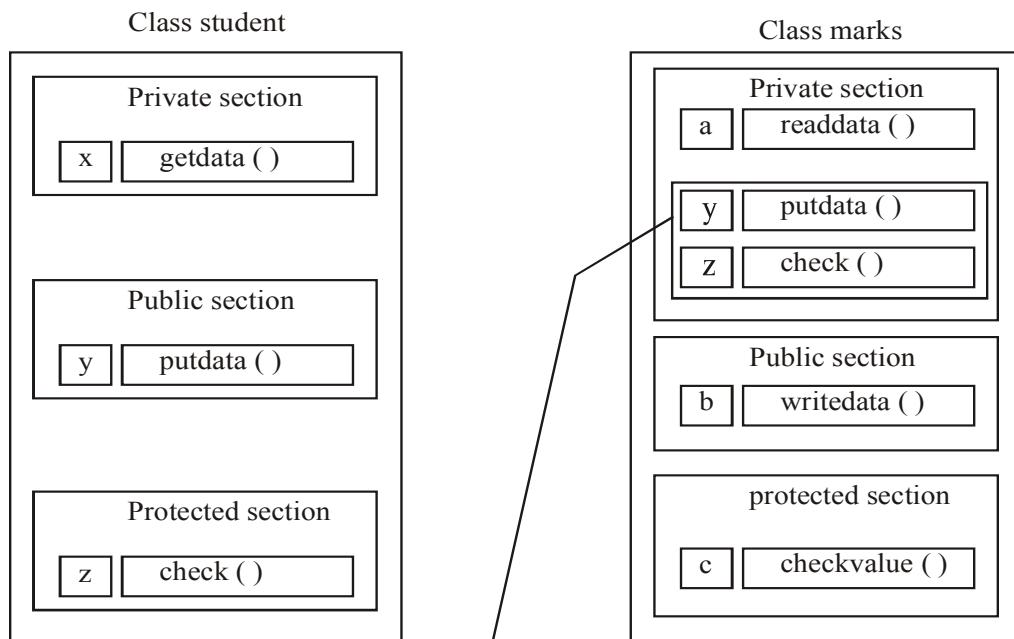 Class student
Private section
x getdata ( )
Public section
y putdata ( )
Protected section
z check ( )
Class marks
Private section
a readdata ( )
y putdata ( )
z check ( )
Public section
b writedata ( )
protected section
c checkvalue ( )